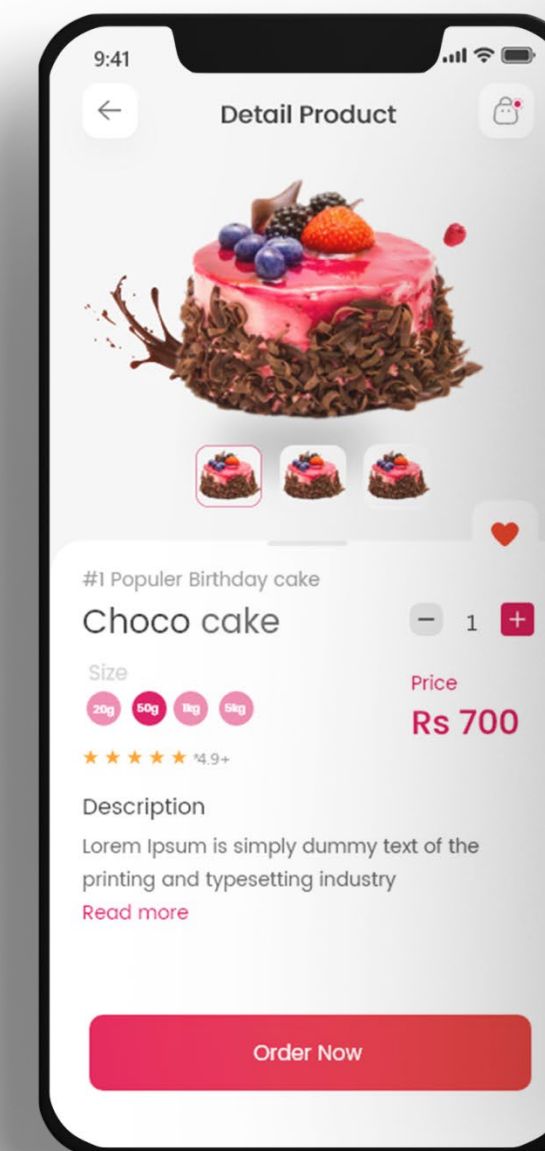 9:41
Detail Product
#1 Populer Birthday cake
Choco cake
− 1 +
Size
20g 50g 1kg 5kg
Price
Rs 700
*4.9+
Description
Lorem Ipsum is simply dummy text of the
printing and typesetting industry
Read more
Order Now